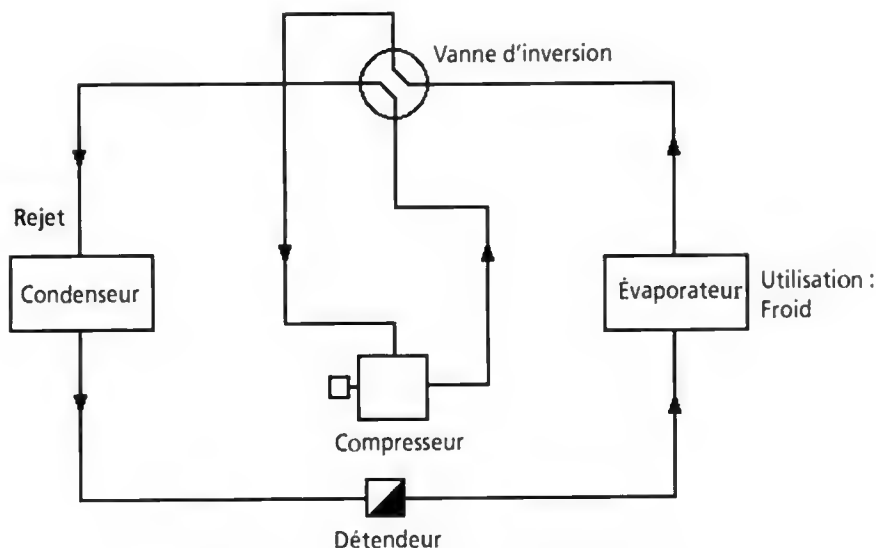 Vanne d'inversion
Rejet
Condenseur
Évaporateur
Utilisation :
Froid
Compresseur
Détendeur